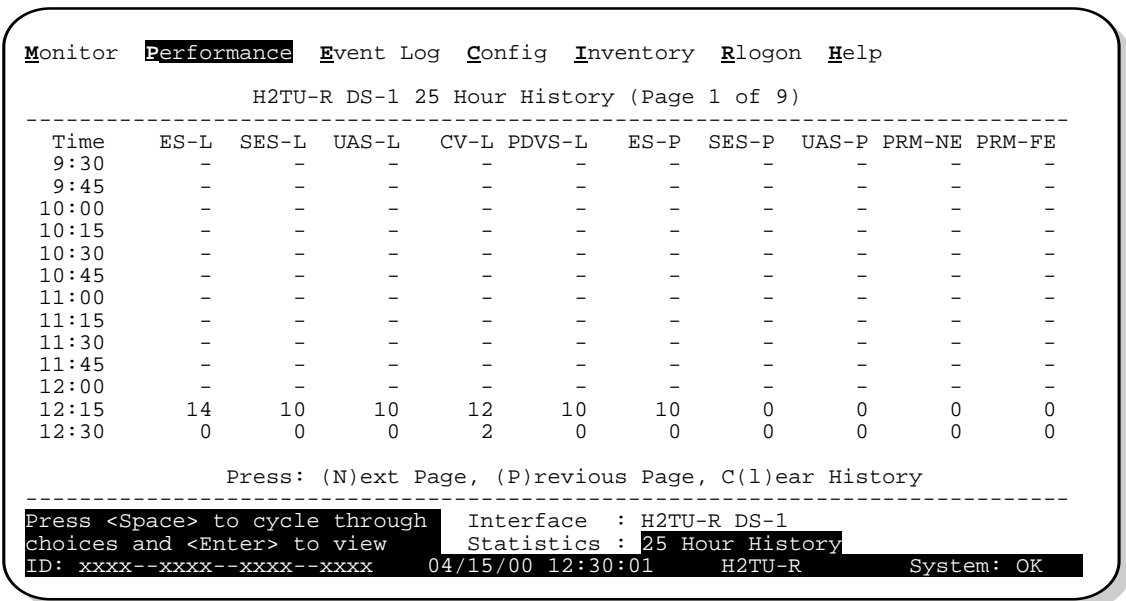 Monitor  Performance  Event Log  Config  Inventory  Rlogon  Help
H2TU-R DS-1 25 Hour History (Page 1 of 9)
--------------------------------------------------------------------------------
Time    ES-L  SES-L  UAS-L   CV-L PDVS-L   ES-P  SES-P  UAS-P PRM-NE PRM-FE
9:30       -      -      -      -      -      -      -      -      -      -
9:45       -      -      -      -      -      -      -      -      -      -
10:00      -      -      -      -      -      -      -      -      -      -
10:15      -      -      -      -      -      -      -      -      -      -
10:30      -      -      -      -      -      -      -      -      -      -
10:45      -      -      -      -      -      -      -      -      -      -
11:00      -      -      -      -      -      -      -      -      -      -
11:15      -      -      -      -      -      -      -      -      -      -
11:30      -      -      -      -      -      -      -      -      -      -
11:45      -      -      -      -      -      -      -      -      -      -
12:00      -      -      -      -      -      -      -      -      -      -
12:15     14     10     10     12     10     10      0      0      0      0
12:30      0      0      0      2      0      0      0      0      0      0
Press: (N)ext Page, (P)revious Page, C(l)ear History
--------------------------------------------------------------------------------
Press <Space> to cycle through   Interface  : H2TU-R DS-1
choices and <Enter> to view    Statistics : 25 Hour History
ID: xxxx--xxxx--xxxx--xxxx    04/15/00 12:30:01    H2TU-R    System: OK